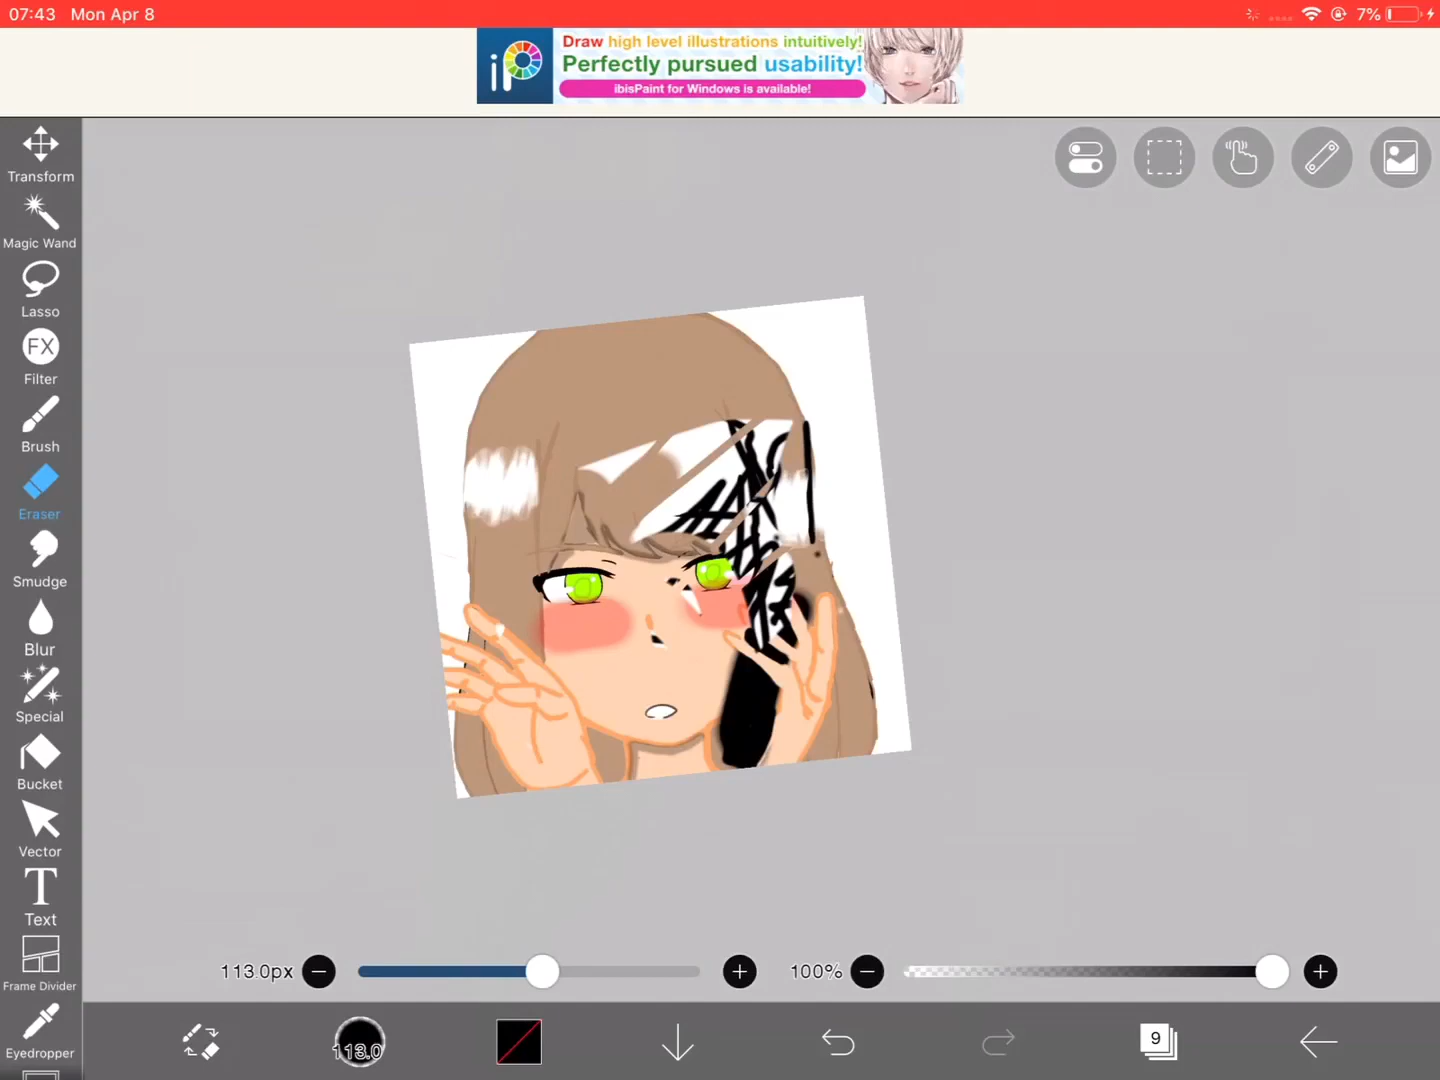 07:43 Mon Apr 8
7%
iP
Draw high level illustrations intuitively!
Perfectly pursued usability!
ibisPaint for Windows is available!
Transform
Magic Wand
Lasso
FX
Filter
Brush
Eraser
Smudge
Blur
Special
Bucket
Vector
T
Text
Frame Divider
Eyedropper
113.0px
100%
113.0
9